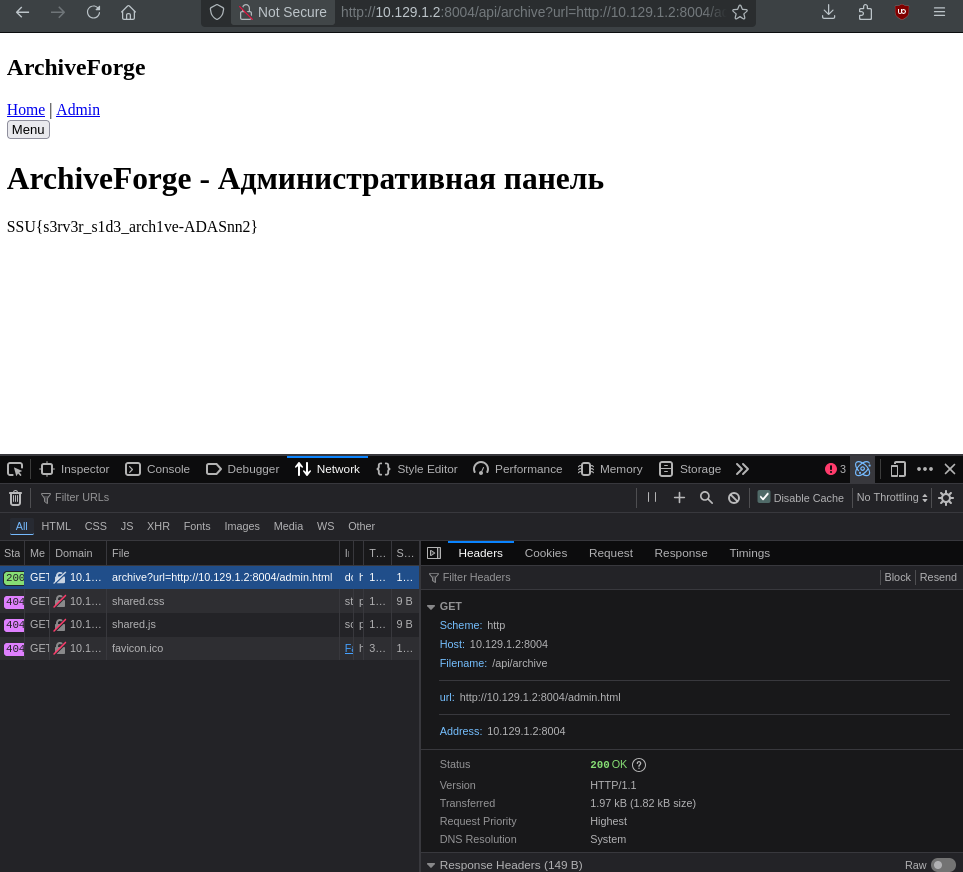 Not Secure http://10.129.1.2:8004/api/archive?url=http://10.129.1.2:8004/a
ArchiveForge
Home | Admin
Menu
ArchiveForge - Административная панель
SSU{s3rv3r_s1d3_arch1ve-ADASnn2}
Inspector Console Debugger Network Style Editor Performance Memory Storage 3
Filter URLs Disable Cache No Throttling
All HTML CSS JS XHR Fonts Images Media WS Other
Sta Me Domain File T… S… Headers Cookies Request Response Timings
200 GET 10.1… archive?url=http://10.129.1.2:8004/admin.html 1… 1…
404 GET 10.1… shared.css st 1… 9 B
404 GET 10.1… shared.js 1… 9 B
404 GET 10.1… favicon.ico 3… 1…
Filter Headers Block Resend
GET
Scheme: http
Host: 10.129.1.2:8004
Filename: /api/archive
url: http://10.129.1.2:8004/admin.html
Address: 10.129.1.2:8004
Status 200 OK ?
Version HTTP/1.1
Transferred 1.97 kB (1.82 kB size)
Request Priority Highest
DNS Resolution System
Response Headers (149 B) Raw